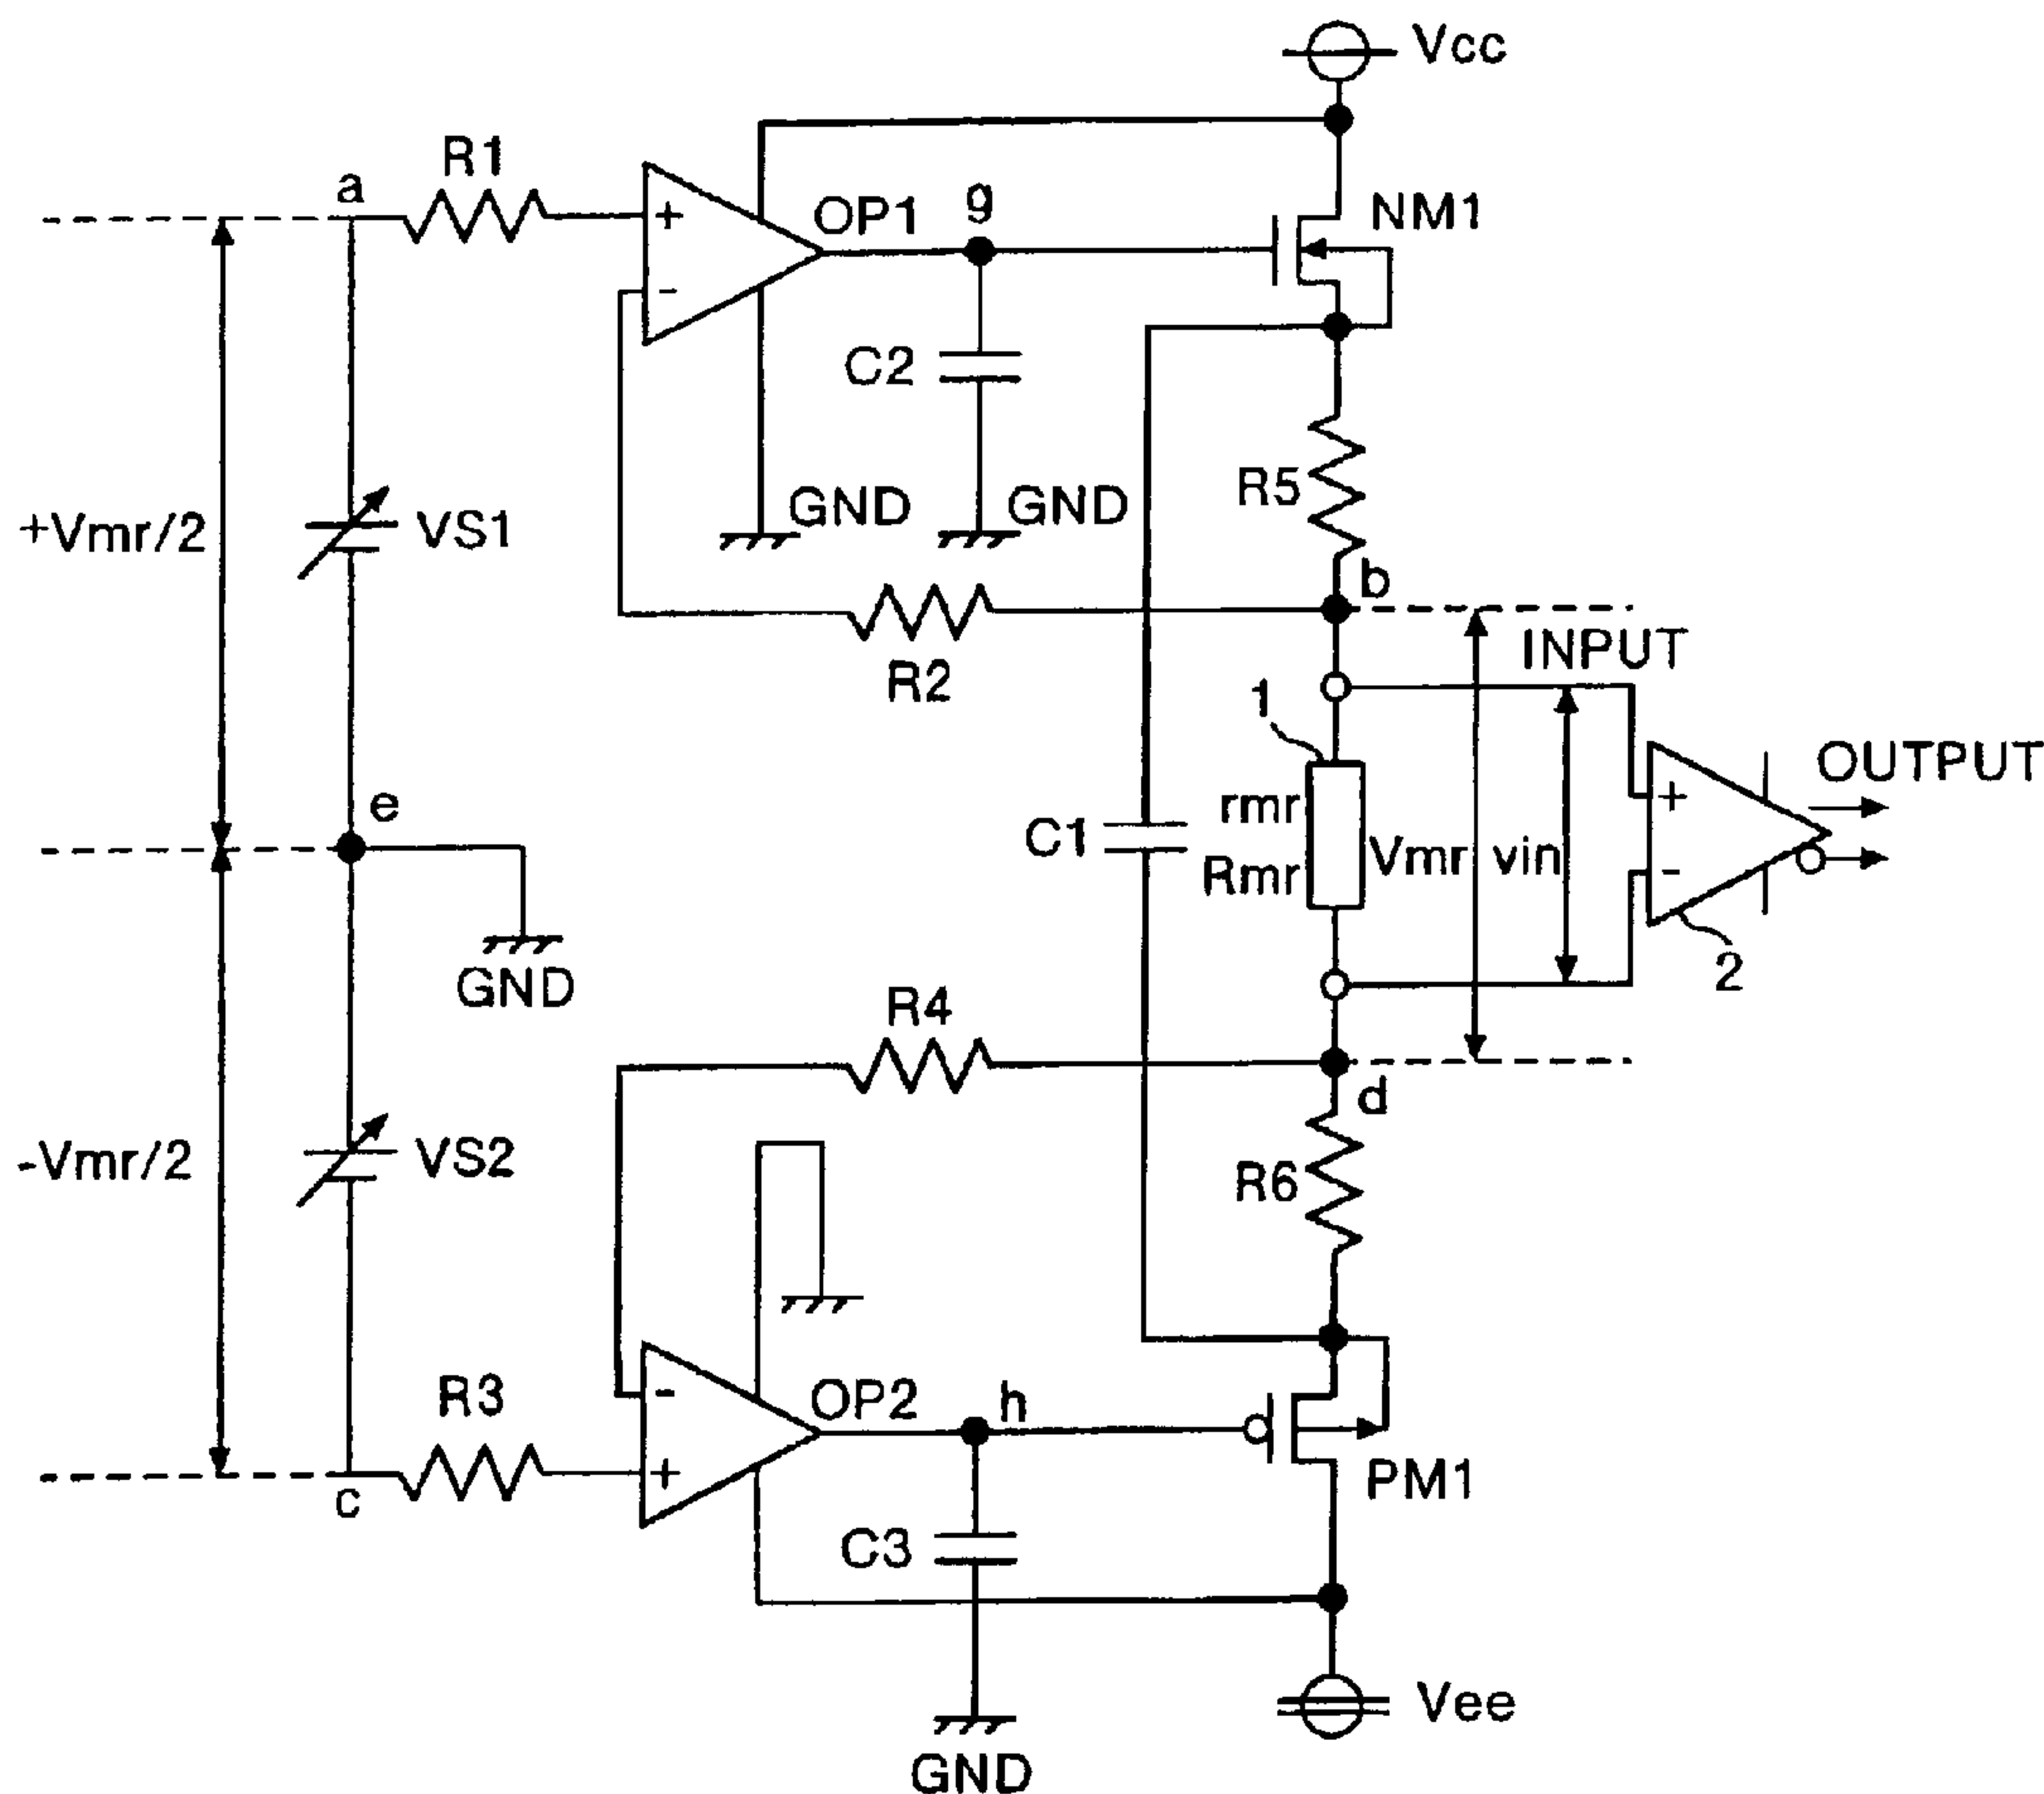 Vcc
R1
a
+
OP1
g
NM1
-
C2
R5
+Vmr/2
VS1
GND
GND
b
INPUT
R2
1
OUTPUT
rmr
+
e
C1
Vmr
vin
Rmr
-
2
GND
R4
d
-Vmr/2
VS2
R6
R3
-
OP2
h
+
PM1
c
C3
Vee
GND